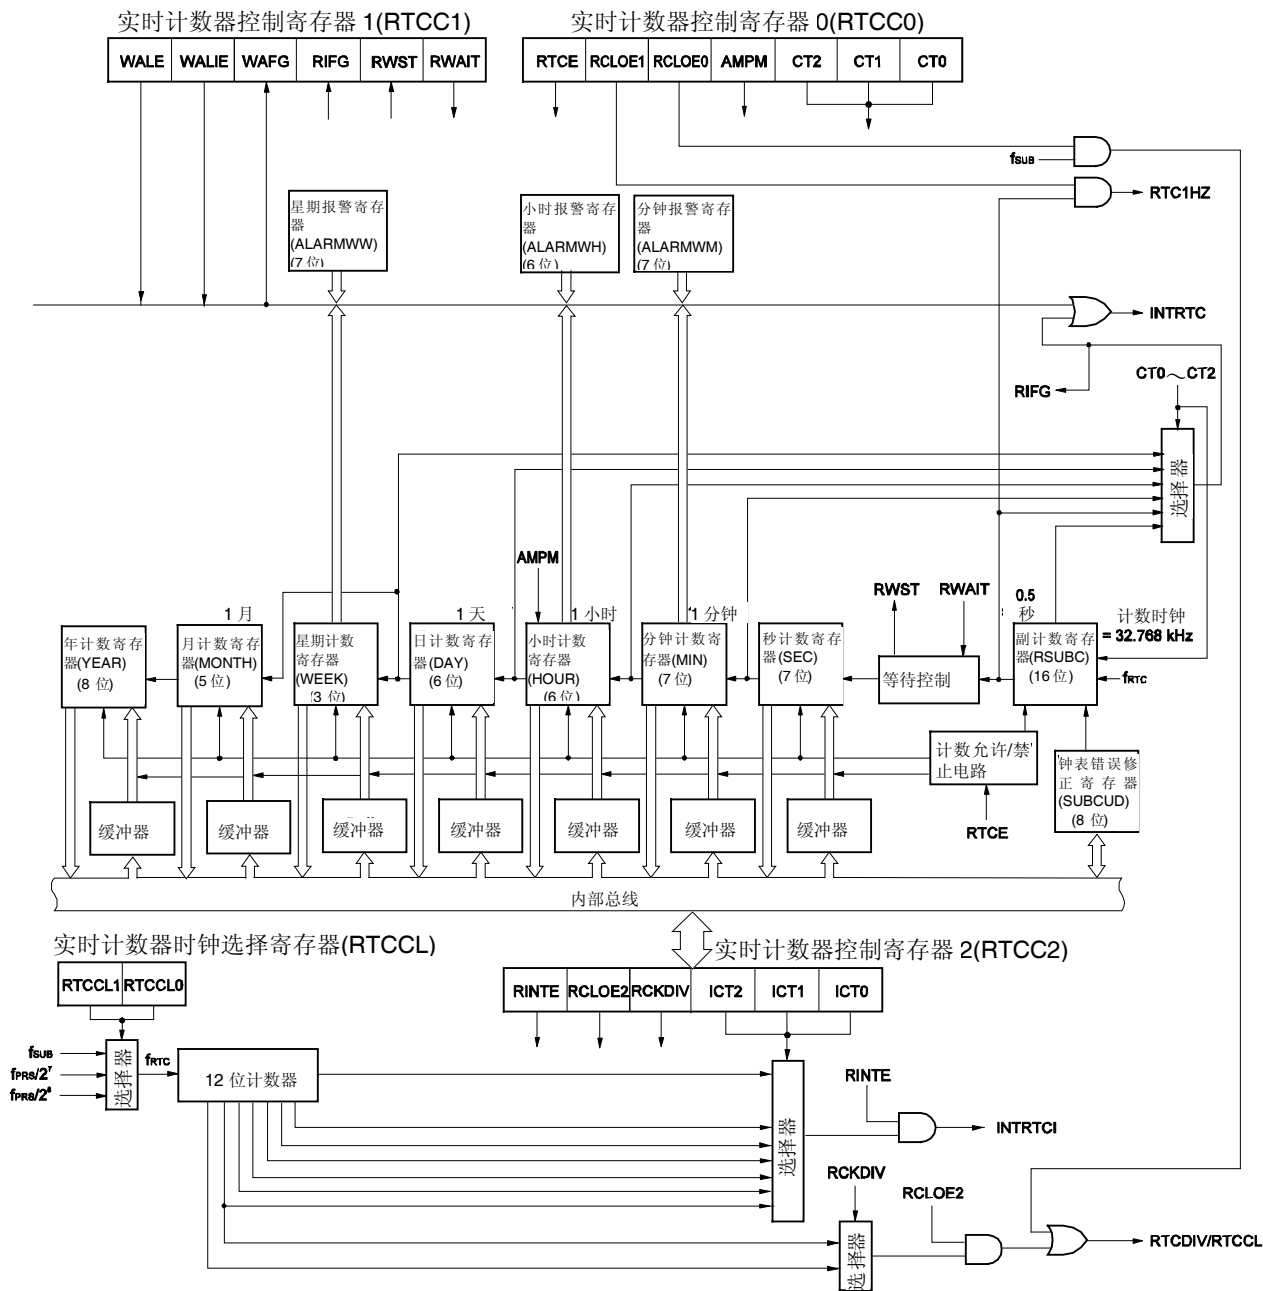 实时计数器控制寄存器 1(RTCC1)
实时计数器控制寄存器 0(RTCC0)
WALE WALIE WAFG RIFG RWST RWAIT
RTCE RCLOE1 RCLOE0 AMPM CT2 CT1 CT0
fSUB
RTC1HZ
星期报警寄存
器
(ALARMWW)
(7 位)
小时报警寄存
器
(ALARMWH)
(6 位)
分钟报警寄存
器
(ALARMWM)
(7 位)
INTRTC
RIFG
CT0～CT2
选择器
AMPM
RWST
RWAIT
0.5
秒
计数时钟
= 32.768 kHz
1 月
1 天
1 小时
1 分钟
年计数寄存
器(YEAR)
(8 位)
月计数寄存
器(MONTH)
(5 位)
星期计数
寄存器
(WEEK)
(3 位)
日计数寄存
器(DAY)
(6 位)
小时计数
寄存器
(HOUR)
(6 位)
分钟计数寄
存器(MIN)
(7 位)
秒计数寄存
器(SEC)
(7 位)
等待控制
副计数寄存
器(RSUBC)
(16 位)
fRTC
计数允许/禁
止电路
RTCE
钟表错误修
正寄存器
(SUBCUD)
(8 位)
缓冲器
缓冲器
缓冲器
缓冲器
缓冲器
缓冲器
缓冲器
内部总线
实时计数器时钟选择寄存器(RTCCL)
实时计数器控制寄存器 2(RTCC2)
RTCCL1 RTCCL0
RINTE RCLOE2 RCKDIV ICT2 ICT1 ICT0
fSUB
fPRS/2⁷
fPRS/2⁸
选择器
fRTC
12 位计数器
选择器
RINTE
INTRTCI
RCKDIV
RCLOE2
选择器
RTCDIV/RTCCL